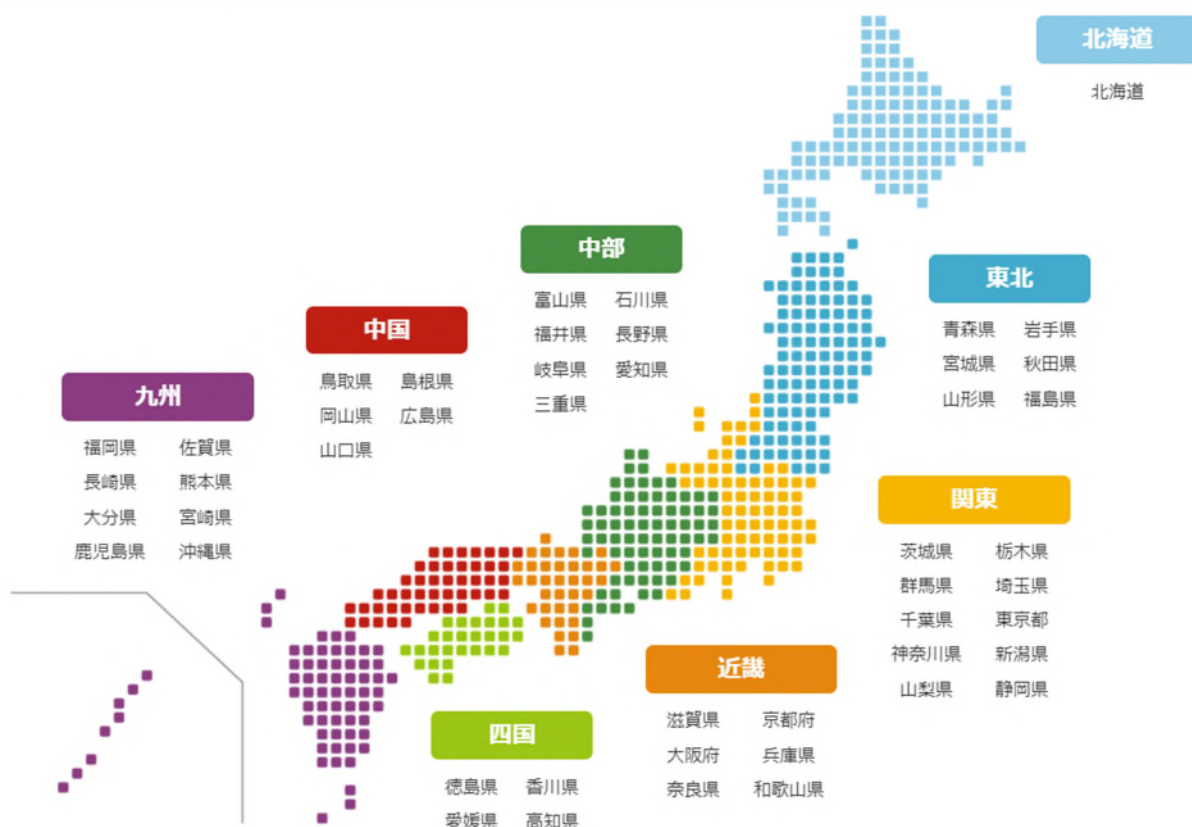 北海道
北海道
中部
富山県 石川県
福井県 長野県
岐阜県 愛知県
三重県
東北
青森県 岩手県
宮城県 秋田県
山形県 福島県
中国
鳥取県 島根県
岡山県 広島県
山口県
九州
福岡県 佐賀県
長崎県 熊本県
大分県 宮崎県
鹿児島県 沖縄県
関東
茨城県 栃木県
群馬県 埼玉県
千葉県 東京都
神奈川県 新潟県
山梨県 静岡県
近畿
滋賀県 京都府
大阪府 兵庫県
奈良県 和歌山県
四国
徳島県 香川県
愛媛県 高知県